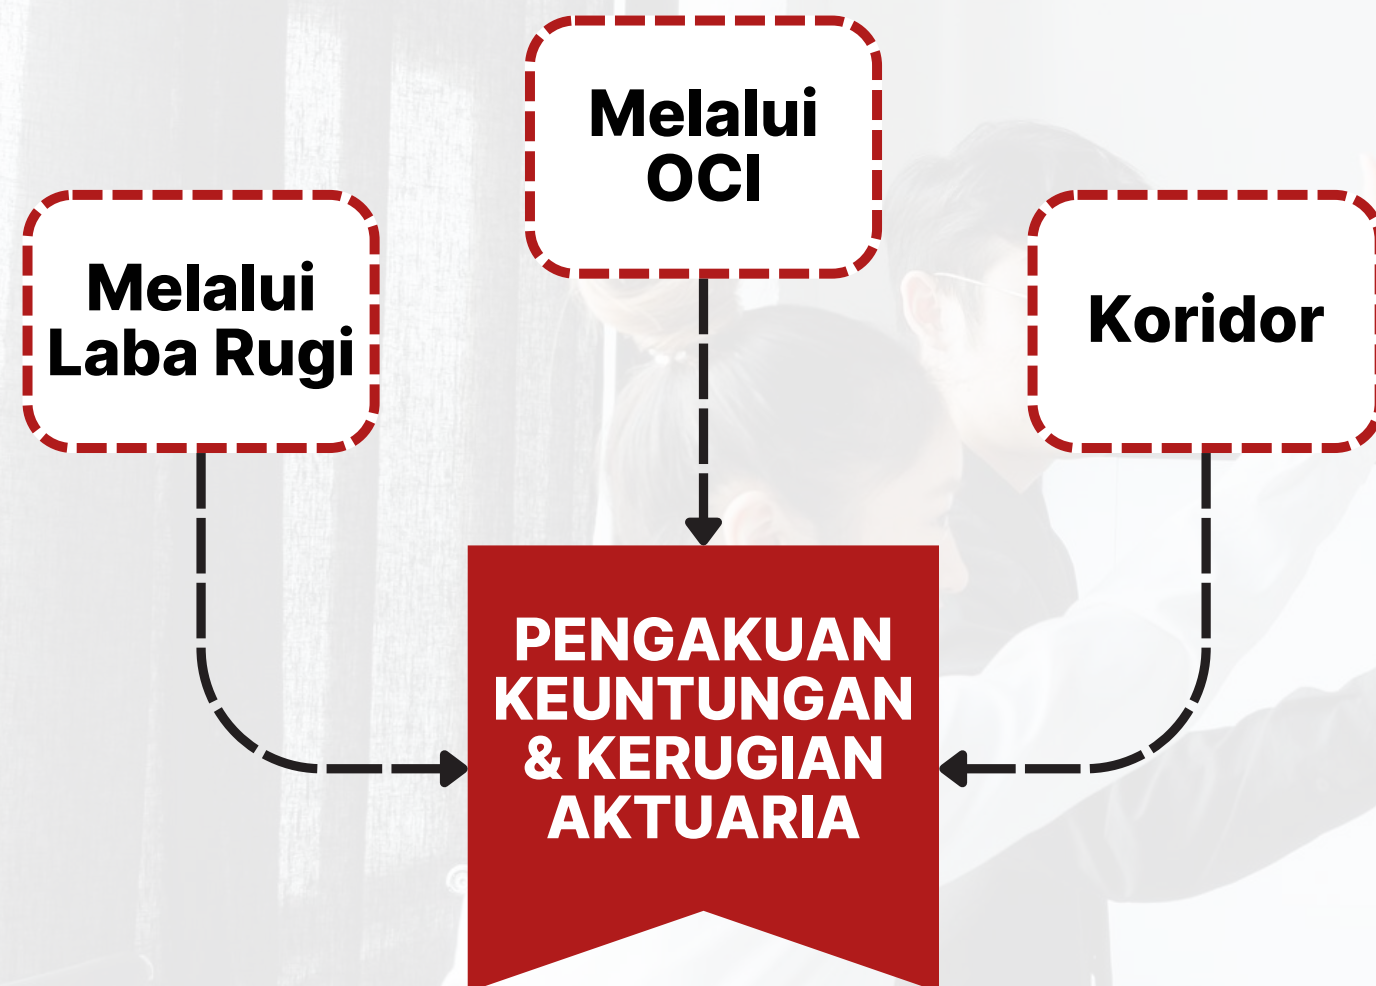 Melalui
OCI
Melalui
Laba Rugi
Koridor
PENGAKUAN
KEUNTUNGAN
& KERUGIAN
AKTUARIA